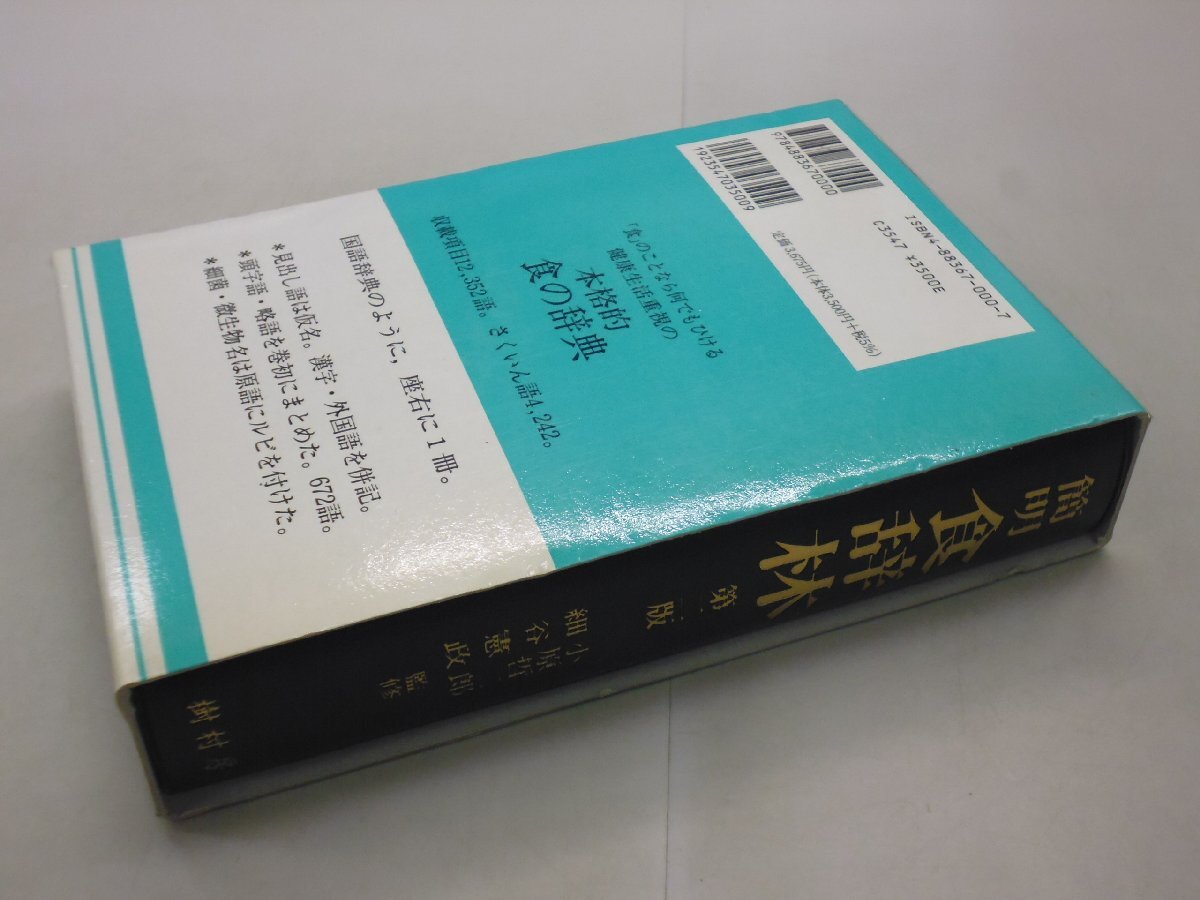 9784883670000
1923547035009
ISBN4-88367-000-7
C3547 ¥3500E
定価3,675円(本体3,500円+税5%)
「食」のことなら何でもひける
健康生活重視の
本格的
食の辞典
収載項目12,352語。さくいん語4,242。
国語辞典のように,座右に1冊。
*見出し語は仮名。漢字・外国語を併記。
*頭字語・略語を巻初にまとめた。672語。
*細菌・微生物名は原語にルビを付けた。
簡明
食辞林
第二版
小原哲二郎
細谷憲政
監修
樹村房